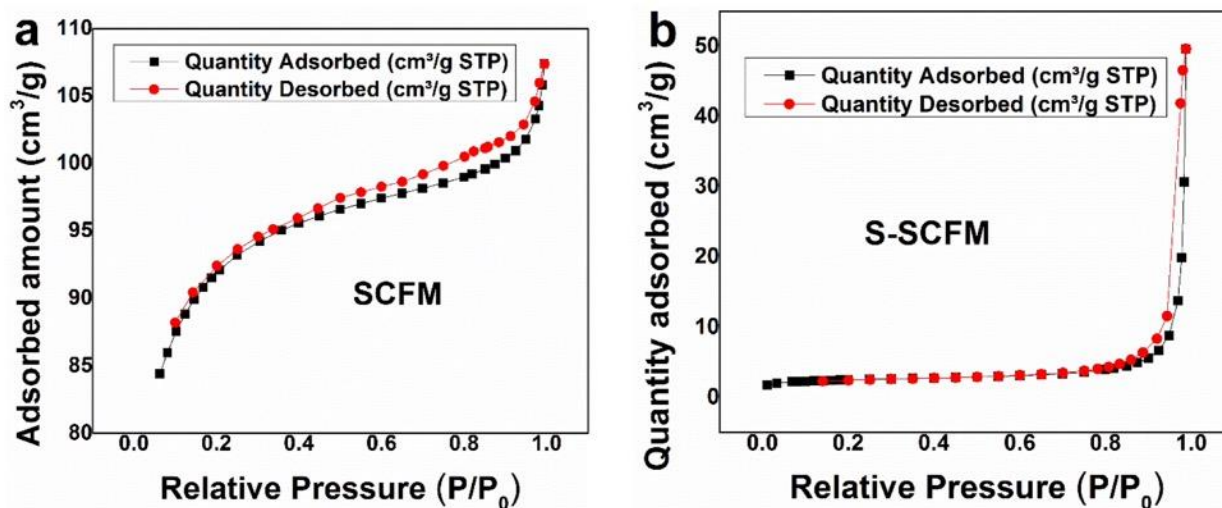 a
Quantity Adsorbed (cm³/g STP)
Quantity Desorbed (cm³/g STP)
SCFM
Adsorbed amount (cm³/g)
110
105
100
95
90
85
80
0.0 0.2 0.4 0.6 0.8 1.0
Relative Pressure (P/P₀)
b
Quantity Adsorbed (cm³/g STP)
Quantity Desorbed (cm³/g STP)
S-SCFM
Quantity adsorbed (cm³/g)
50
40
30
20
10
0
0.0 0.2 0.4 0.6 0.8 1.0
Relative Pressure (P/P₀)